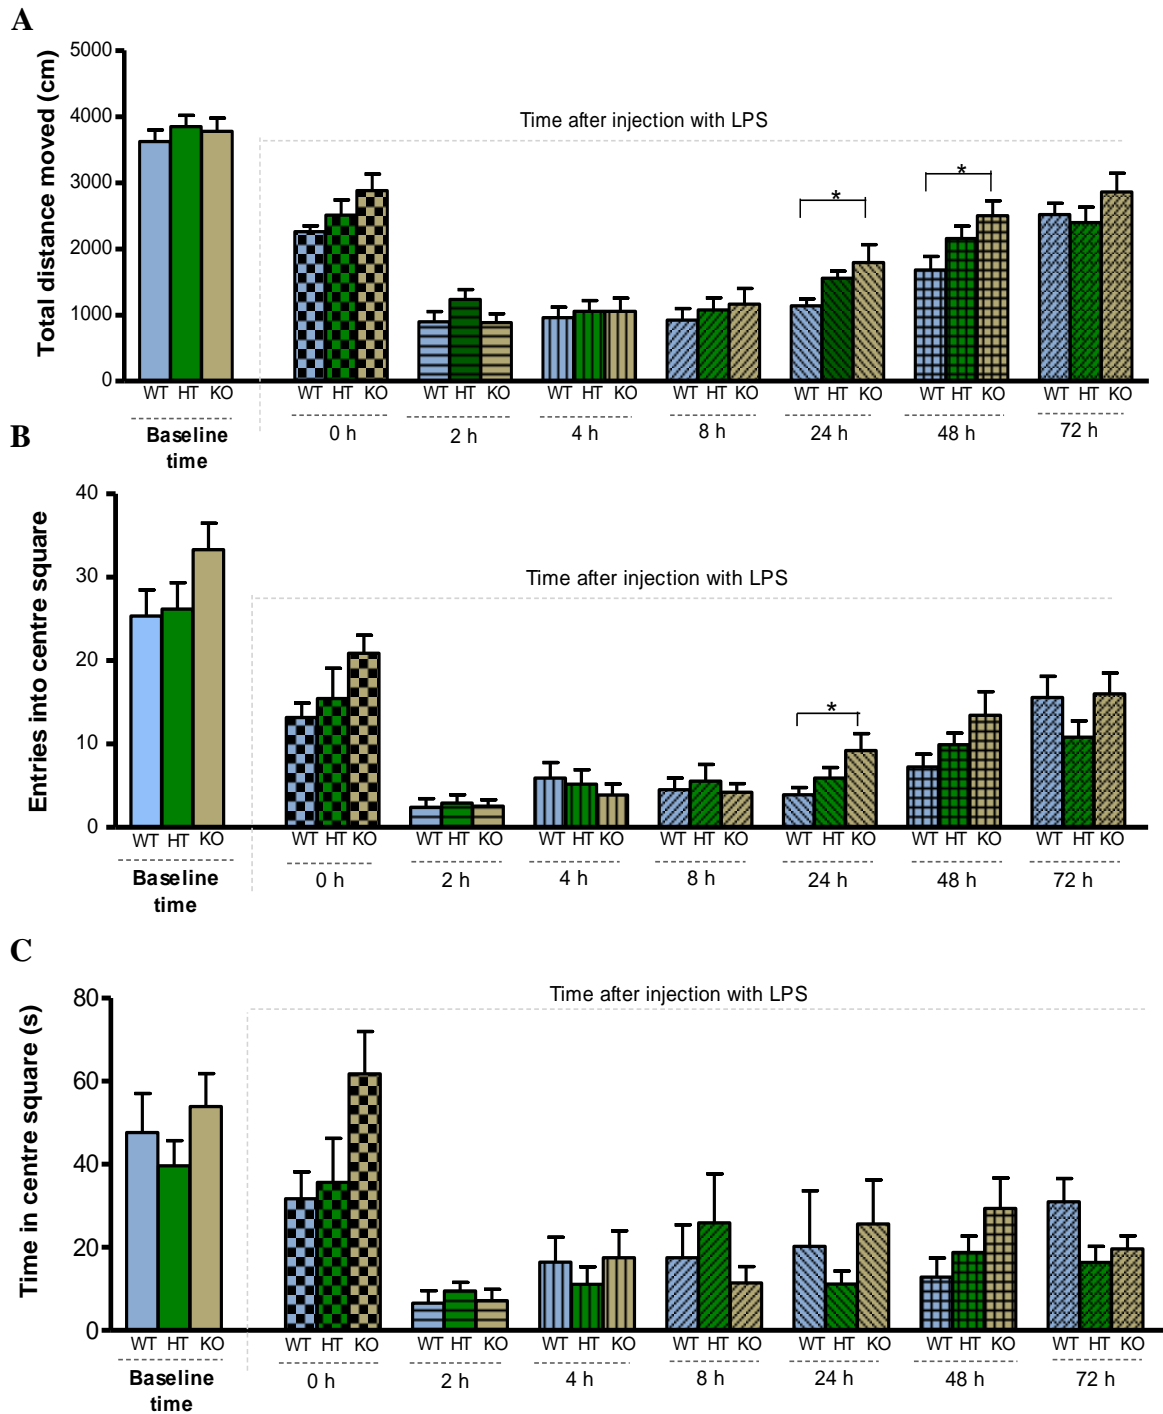 A
Total distance moved (cm)
5000
4000
3000
2000
1000
0
Time after injection with LPS
*
*
WT HT KO WT HT KO WT HT KO WT HT KO WT HT KO WT HT KO WT HT KO WT HT KO
Baseline time
0 h 2 h 4 h 8 h 24 h 48 h 72 h
B
Entries into centre square
40
30
20
10
0
Time after injection with LPS
*
WT HT KO WT HT KO WT HT KO WT HT KO WT HT KO WT HT KO WT HT KO WT HT KO
Baseline time
0 h 2 h 4 h 8 h 24 h 48 h 72 h
C
Time in centre square (s)
80
60
40
20
0
Time after injection with LPS
WT HT KO WT HT KO WT HT KO WT HT KO WT HT KO WT HT KO WT HT KO WT HT KO
Baseline time
0 h 2 h 4 h 8 h 24 h 48 h 72 h